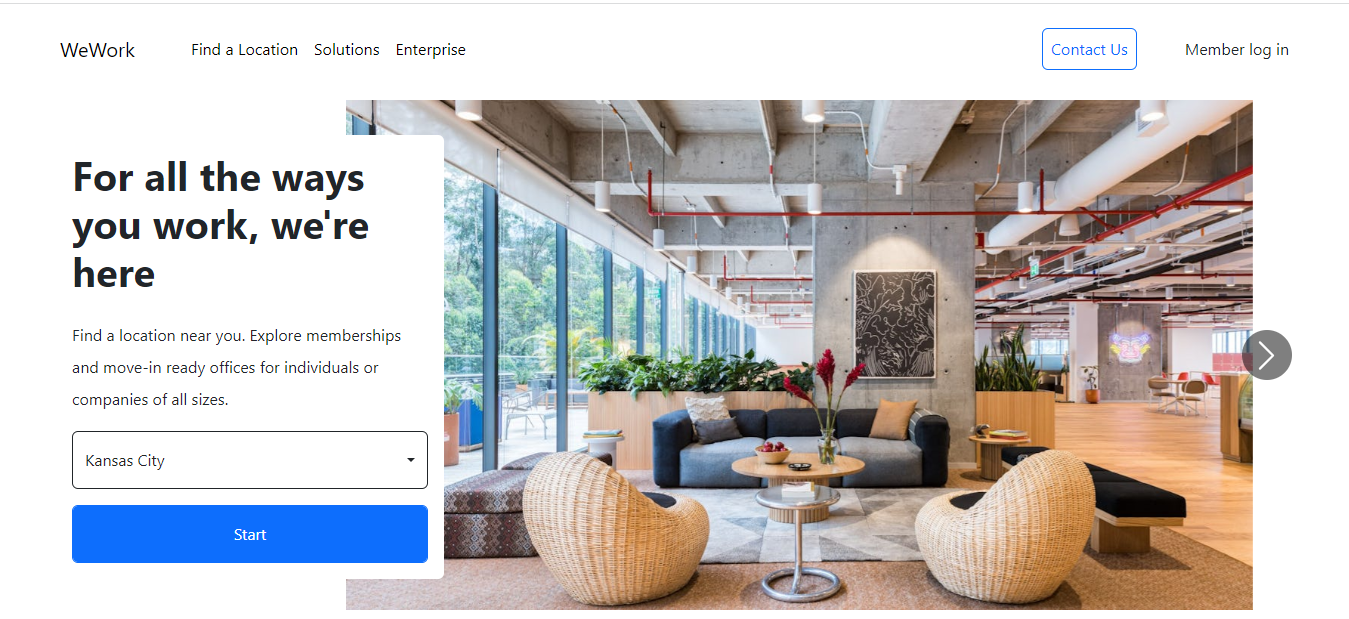 WeWork
Find a Location
Solutions
Enterprise
Contact Us
Member log in
For all the ways
you work, we're
here
Find a location near you. Explore memberships
and move-in ready offices for individuals or
companies of all sizes.
Kansas City
Start